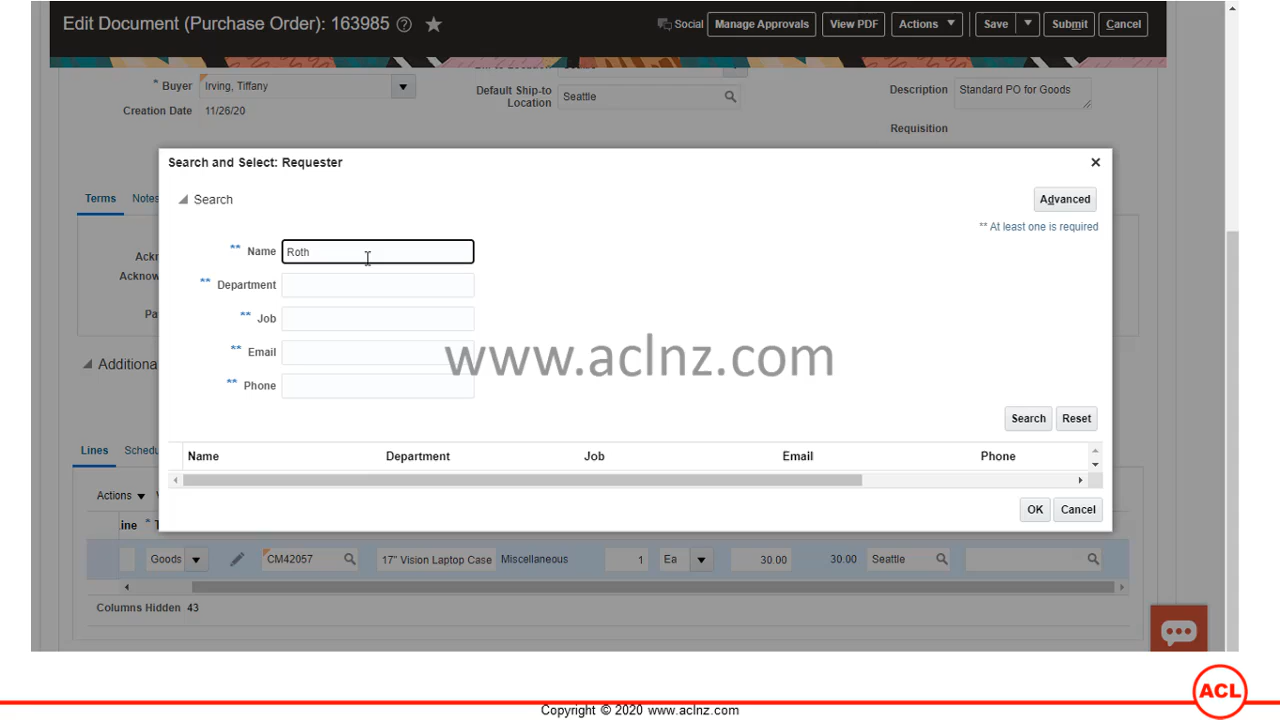 Edit Document (Purchase Order): 163985 ? Social Manage Approvals View PDF Actions Save Submit Cancel
* Buyer Irving, Tiffany
Creation Date 11/26/20
Default Ship-to Location Seattle
Description Standard PO for Goods
Requisition
Search and Select: Requester
Search
Advanced
** At least one is required
Terms Notes
** Name Roth
** Department
** Job
** Email
** Phone
www.aclnz.com
Additiona
Search Reset
Name Department Job Email Phone
OK Cancel
Lines Schedu
Actions
ine *
Goods CM42057 17" Vision Laptop Case Miscellaneous 1 Ea 30.00 30.00 Seattle
Columns Hidden 43
ACL
Copyright © 2020 www.aclnz.com